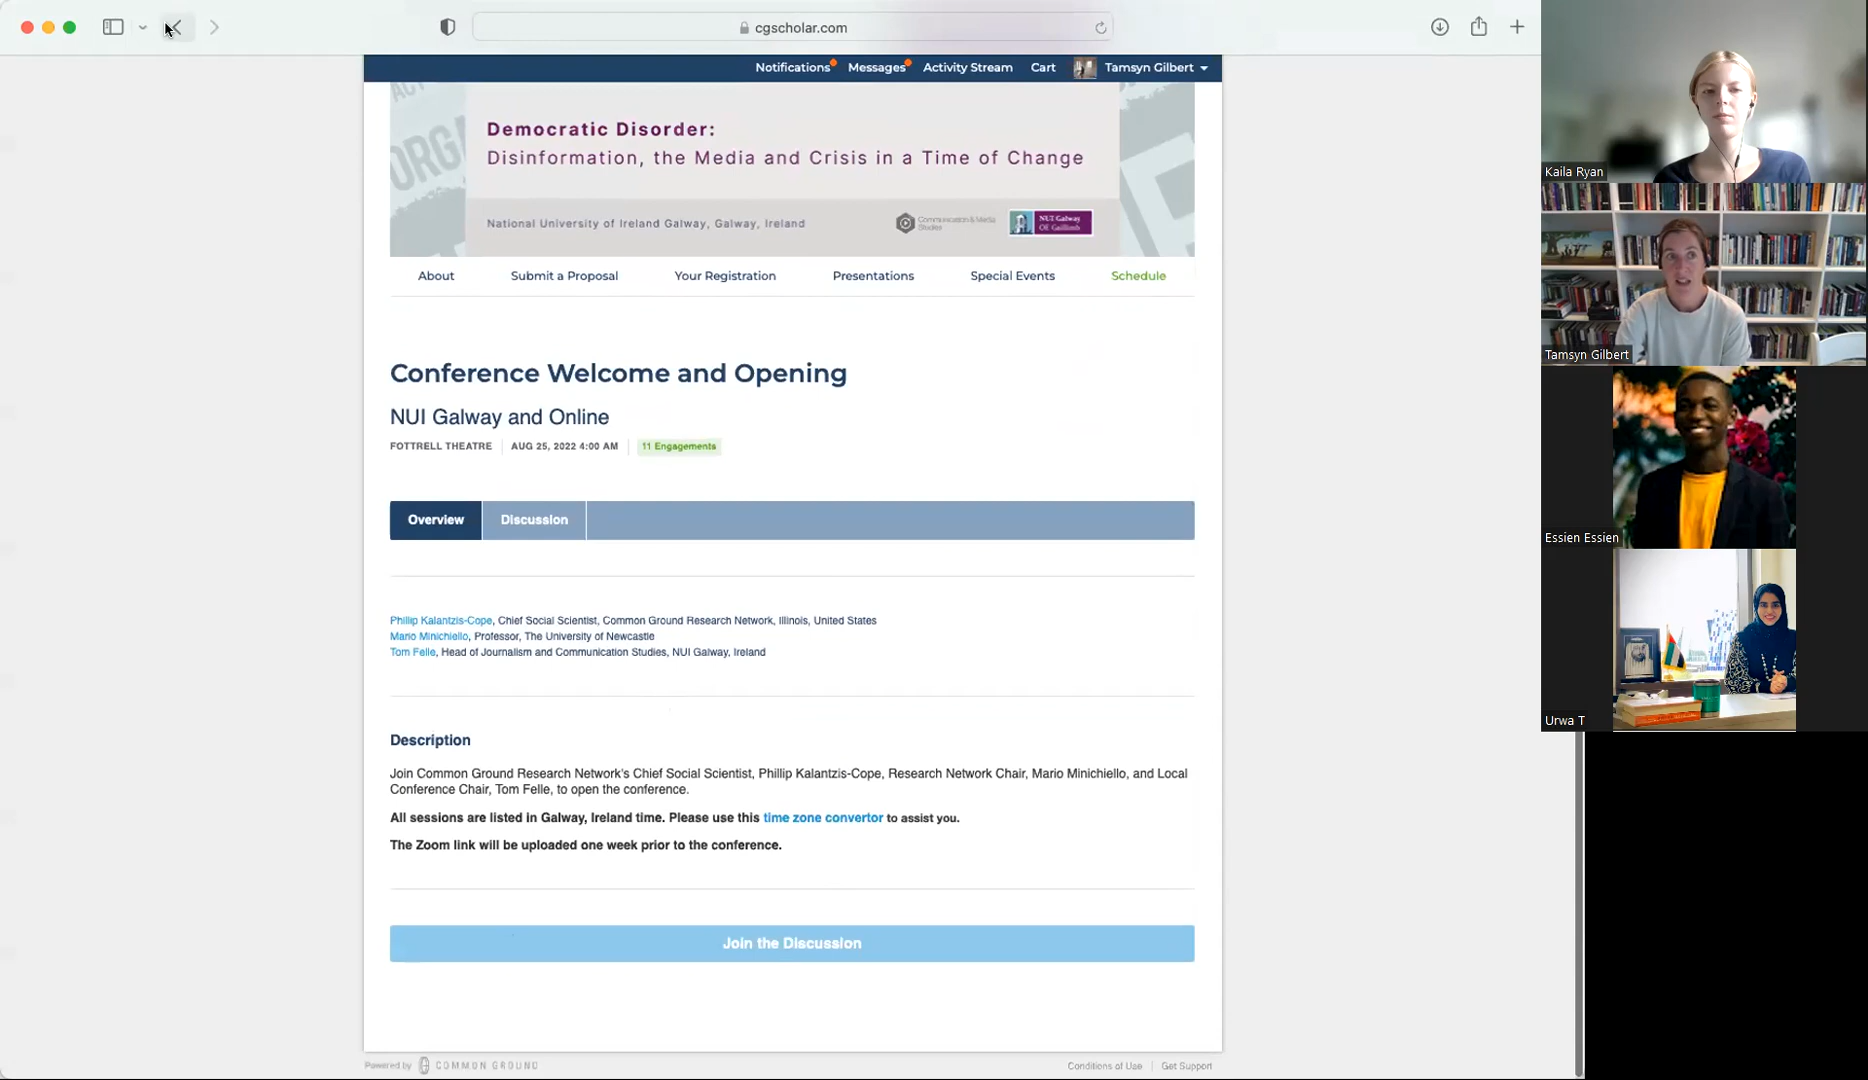 cgscholar.com
Notifications Messages Activity Stream Cart Tamsyn Gilbert
ORGA
Democratic Disorder:
Disinformation, the Media and Crisis in a Time of Change
National University of Ireland Galway, Galway, Ireland
Communication & Media
Studies
NUI Galway
OÉ Gaillimh
About Submit a Proposal Your Registration Presentations Special Events Schedule
Conference Welcome and Opening
NUI Galway and Online
FOTTRELL THEATRE AUG 25, 2022 4:00 AM 11 Engagements
Overview Discussion
Phillip Kalantzis-Cope, Chief Social Scientist, Common Ground Research Network, Illinois, United States
Mario Minichiello, Professor, The University of Newcastle
Tom Felle, Head of Journalism and Communication Studies, NUI Galway, Ireland
Description
Join Common Ground Research Network's Chief Social Scientist, Phillip Kalantzis-Cope, Research Network Chair, Mario Minichiello, and Local
Conference Chair, Tom Felle, to open the conference.
All sessions are listed in Galway, Ireland time. Please use this time zone convertor to assist you.
The Zoom link will be uploaded one week prior to the conference.
Join the Discussion
Powered by COMMON GROUND
Conditions of Use Get Support
Kaila Ryan
Tamsyn Gilbert
Essien Essien
Urwa T